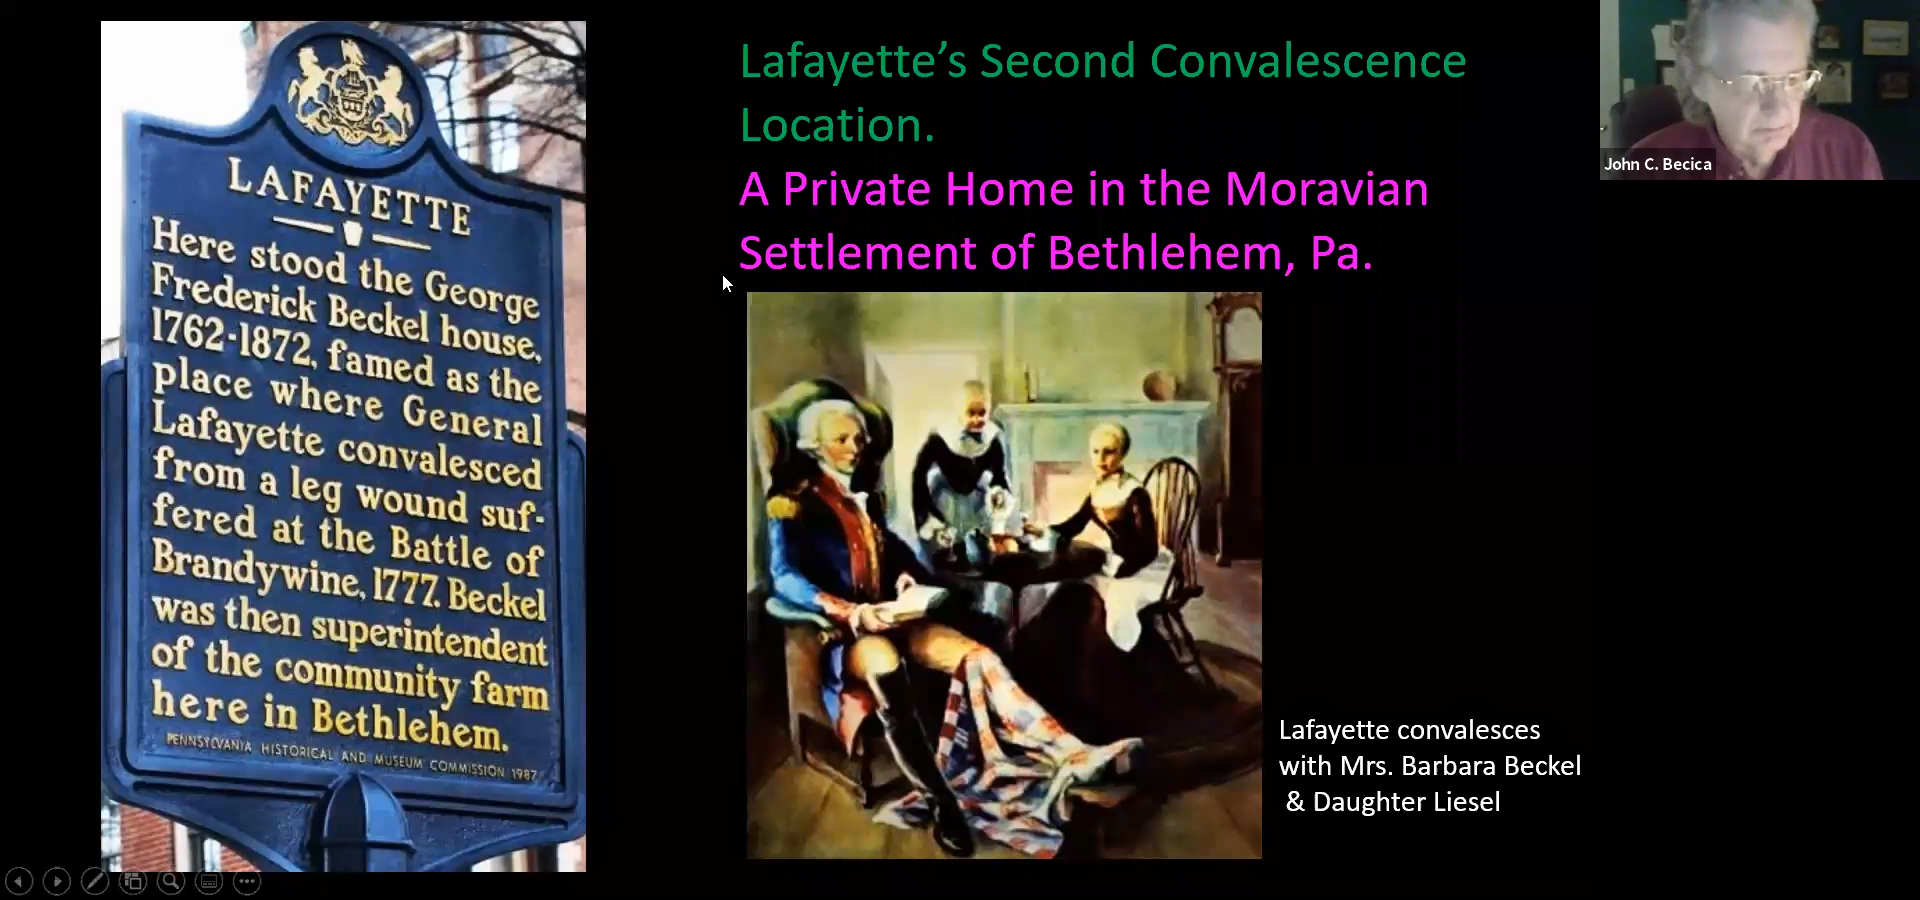 LAFAYETTE
Here stood the George
Frederick Beckel house,
1762-1872, famed as the
place where General
Lafayette convalesced
from a leg wound suf-
fered at the Battle of
Brandywine, 1777. Beckel
was then superintendent
of the community farm
here in Bethlehem.
PENNSYLVANIA HISTORICAL AND MUSEUM COMMISSION 1987
Lafayette’s Second Convalescence
Location.
A Private Home in the Moravian
Settlement of Bethlehem, Pa.
Lafayette convalesces
with Mrs. Barbara Beckel
& Daughter Liesel
John C. Becica